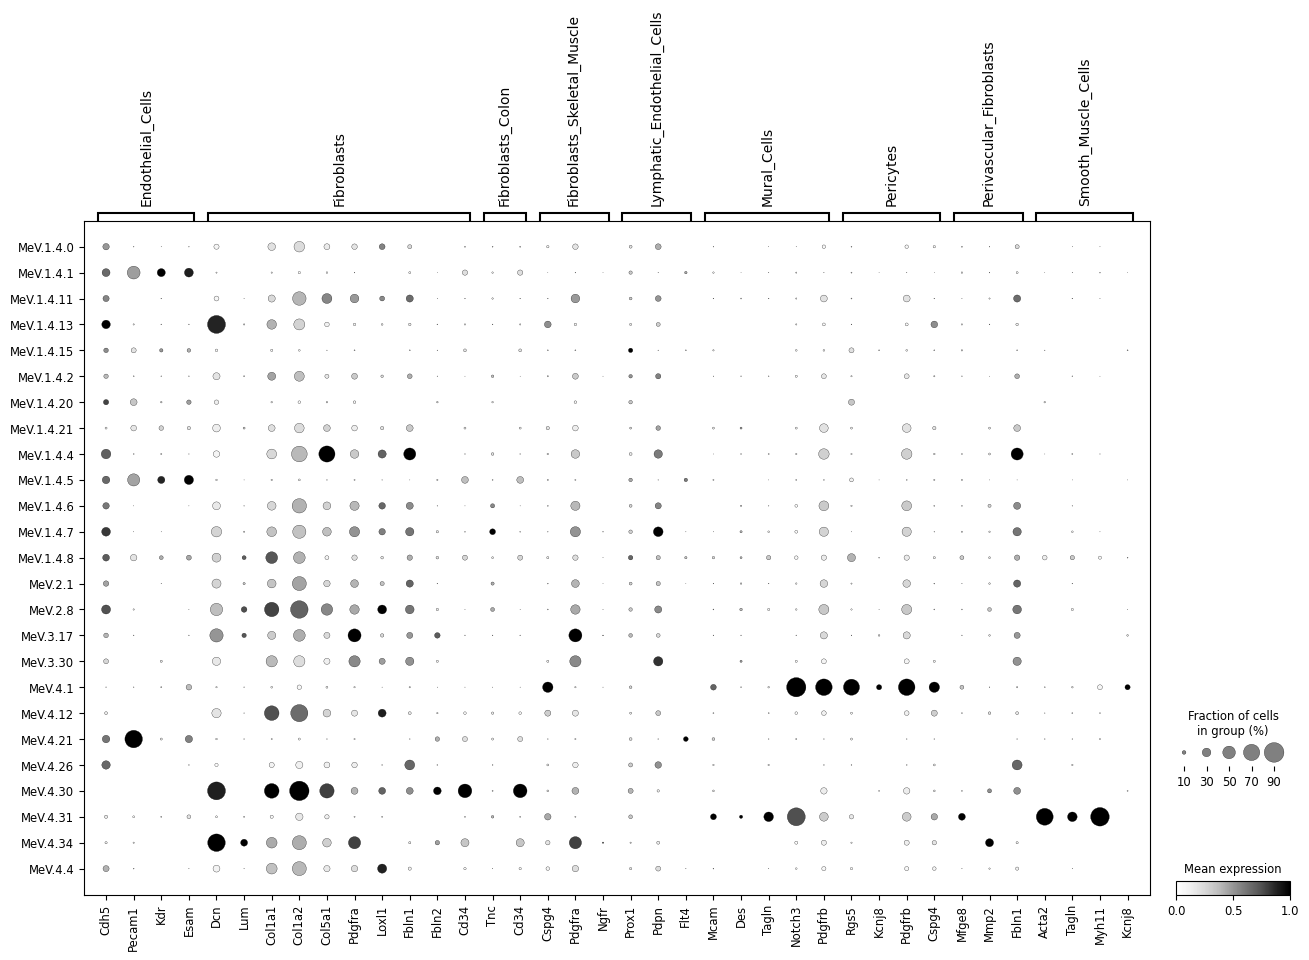 Endothelial_Cells
Fibroblasts
Fibroblasts_Colon
Fibroblasts_Skeletal_Muscle
Lymphatic_Endothelial_Cells
Mural_Cells
Pericytes
Perivascular_Fibroblasts
Smooth_Muscle_Cells
MeV.1.4.0
MeV.1.4.1
MeV.1.4.11
MeV.1.4.13
MeV.1.4.15
MeV.1.4.2
MeV.1.4.20
MeV.1.4.21
MeV.1.4.4
MeV.1.4.5
MeV.1.4.6
MeV.1.4.7
MeV.1.4.8
MeV.2.1
MeV.2.8
MeV.3.17
MeV.3.30
MeV.4.1
MeV.4.12
MeV.4.21
MeV.4.26
MeV.4.30
MeV.4.31
MeV.4.34
MeV.4.4
Cdh5
Pecam1
Kdr
Esam
Dcn
Lum
Col1a1
Col1a2
Col5a1
Pdgfra
Loxl1
Fbln1
Fbln2
Cd34
Tnc
Cd34
Cspg4
Pdgfra
Ngfr
Prox1
Pdpn
Flt4
Mcam
Des
Tagln
Notch3
Pdgfrb
Rgs5
Kcnj8
Pdgfrb
Cspg4
Mfge8
Mmp2
Fbln1
Acta2
Tagln
Myh11
Kcnj8
Fraction of cells
in group (%)
10 30 50 70 90
Mean expression
0.0 0.5 1.0